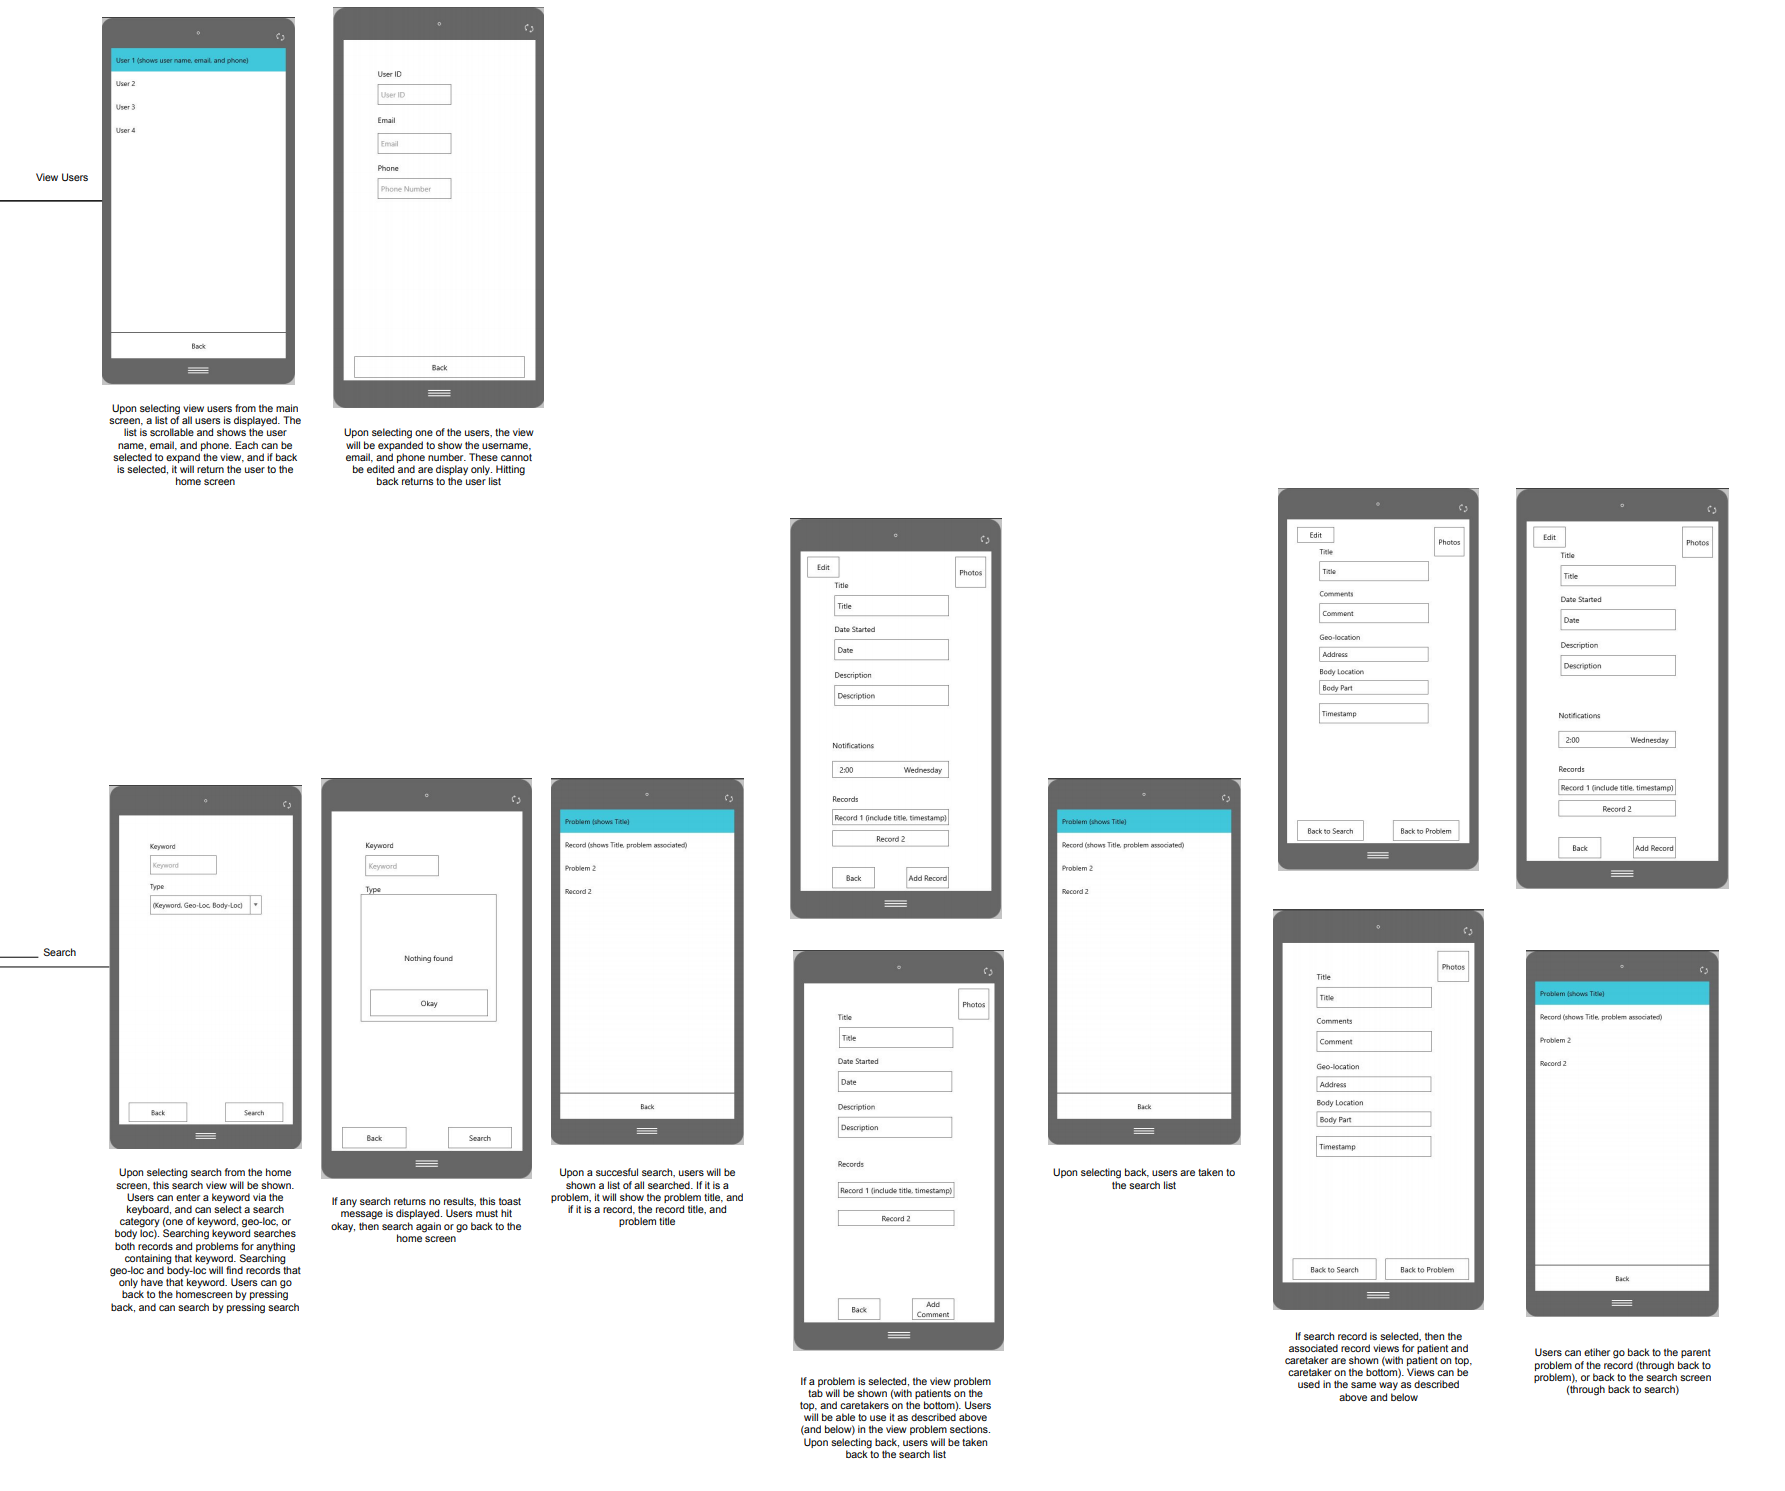 View Users
User 1 (shows user name, email, and phone)
User 2
User 3
User 4
Back
Upon selecting view users from the main
screen, a list of all users is displayed. The
list is scrollable and shows the user
name, email, and phone. Each can be
selected to expand the view, and if back
is selected, it will return the user to the
home screen
User ID
User ID
Email
Email
Phone
Phone Number
Back
Upon selecting one of the users, the view
will be expanded to show the username,
email, and phone number. These cannot
be edited and are display only. Hitting
back returns to the user list
Search
Keyword
Keyword
Type
(Keyword, Geo-Loc, Body-Loc)
Back
Search
Upon selecting search from the home
screen, this search view will be shown.
Users can enter a keyword via the
keyboard, and can select a search
category (one of keyword, geo-loc, or
body loc). Searching keyword searches
both records and problems for anything
containing that keyword. Searching
geo-loc and body-loc will find records that
only have that keyword. Users can go
back to the homescreen by pressing
back, and can search by pressing search
Keyword
Keyword
Type
Nothing found
Okay
Back
Search
If any search returns no results, this toast
message is displayed. Users must hit
okay, then search again or go back to the
home screen
Problem (shows Title)
Record (shows Title, problem associated)
Problem 2
Record 2
Back
Upon a succesful search, users will be
shown a list of all searched. If it is a
problem, it will show the problem title, and
if it is a record, the record title, and
problem title
Edit
Photos
Title
Title
Date Started
Date
Description
Description
Notifications
2:00 Wednesday
Records
Record 1 (include title, timestamp)
Record 2
Back
Add Record
Photos
Title
Title
Date Started
Date
Description
Description
Records
Record 1 (include title, timestamp)
Record 2
Back
Add
Comment
If a problem is selected, the view problem
tab will be shown (with patients on the
top, and caretakers on the bottom). Users
will be able to use it as described above
(and below) in the view problem sections.
Upon selecting back, users will be taken
back to the search list
Problem (shows Title)
Record (shows Title, problem associated)
Problem 2
Record 2
Back
Upon selecting back, users are taken to
the search list
Edit
Photos
Title
Title
Comments
Comment
Geo-location
Address
Body Location
Body Part
Timestamp
Back to Search
Back to Problem
Photos
Title
Title
Comments
Comment
Geo-location
Address
Body Location
Body Part
Timestamp
Back to Search
Back to Problem
If search record is selected, then the
associated record views for patient and
caretaker are shown (with patient on top,
caretaker on the bottom). Views can be
used in the same way as described
above and below
Edit
Photos
Title
Title
Date Started
Date
Description
Description
Notifications
2:00 Wednesday
Records
Record 1 (include title, timestamp)
Record 2
Back
Add Record
Problem (shows Title)
Record (shows Title, problem associated)
Problem 2
Record 2
Back
Users can etiher go back to the parent
problem of the record (through back to
problem), or back to the search screen
(through back to search)